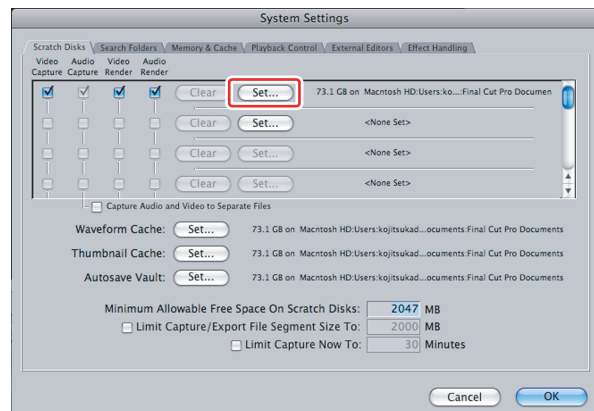 System Settings
Scratch Disks Search Folders Memory & Cache Playback Control External Editors Effect Handling
Video Audio Video Audio
Capture Capture Render Render
Clear Set... 73.1 GB on Macntosh HD:Users:ko...:Final Cut Pro Documen
Clear Set... <None Set>
Clear Set... <None Set>
Clear Set... <None Set>
Capture Audio and Video to Separate Files
Waveform Cache: Set... 73.1 GB on Macntosh HD:Users:kojitsukad...ocuments:Final Cut Pro Documents
Thumbnail Cache: Set... 73.1 GB on Macntosh HD:Users:kojitsukad...ocuments:Final Cut Pro Documents
Autosave Vault: Set... 73.1 GB on Macntosh HD:Users:kojitsukad...ocuments:Final Cut Pro Documents
Minimum Allowable Free Space On Scratch Disks: 2047 MB
Limit Capture/Export File Segment Size To: 2000 MB
Limit Capture Now To: 30 Minutes
Cancel OK